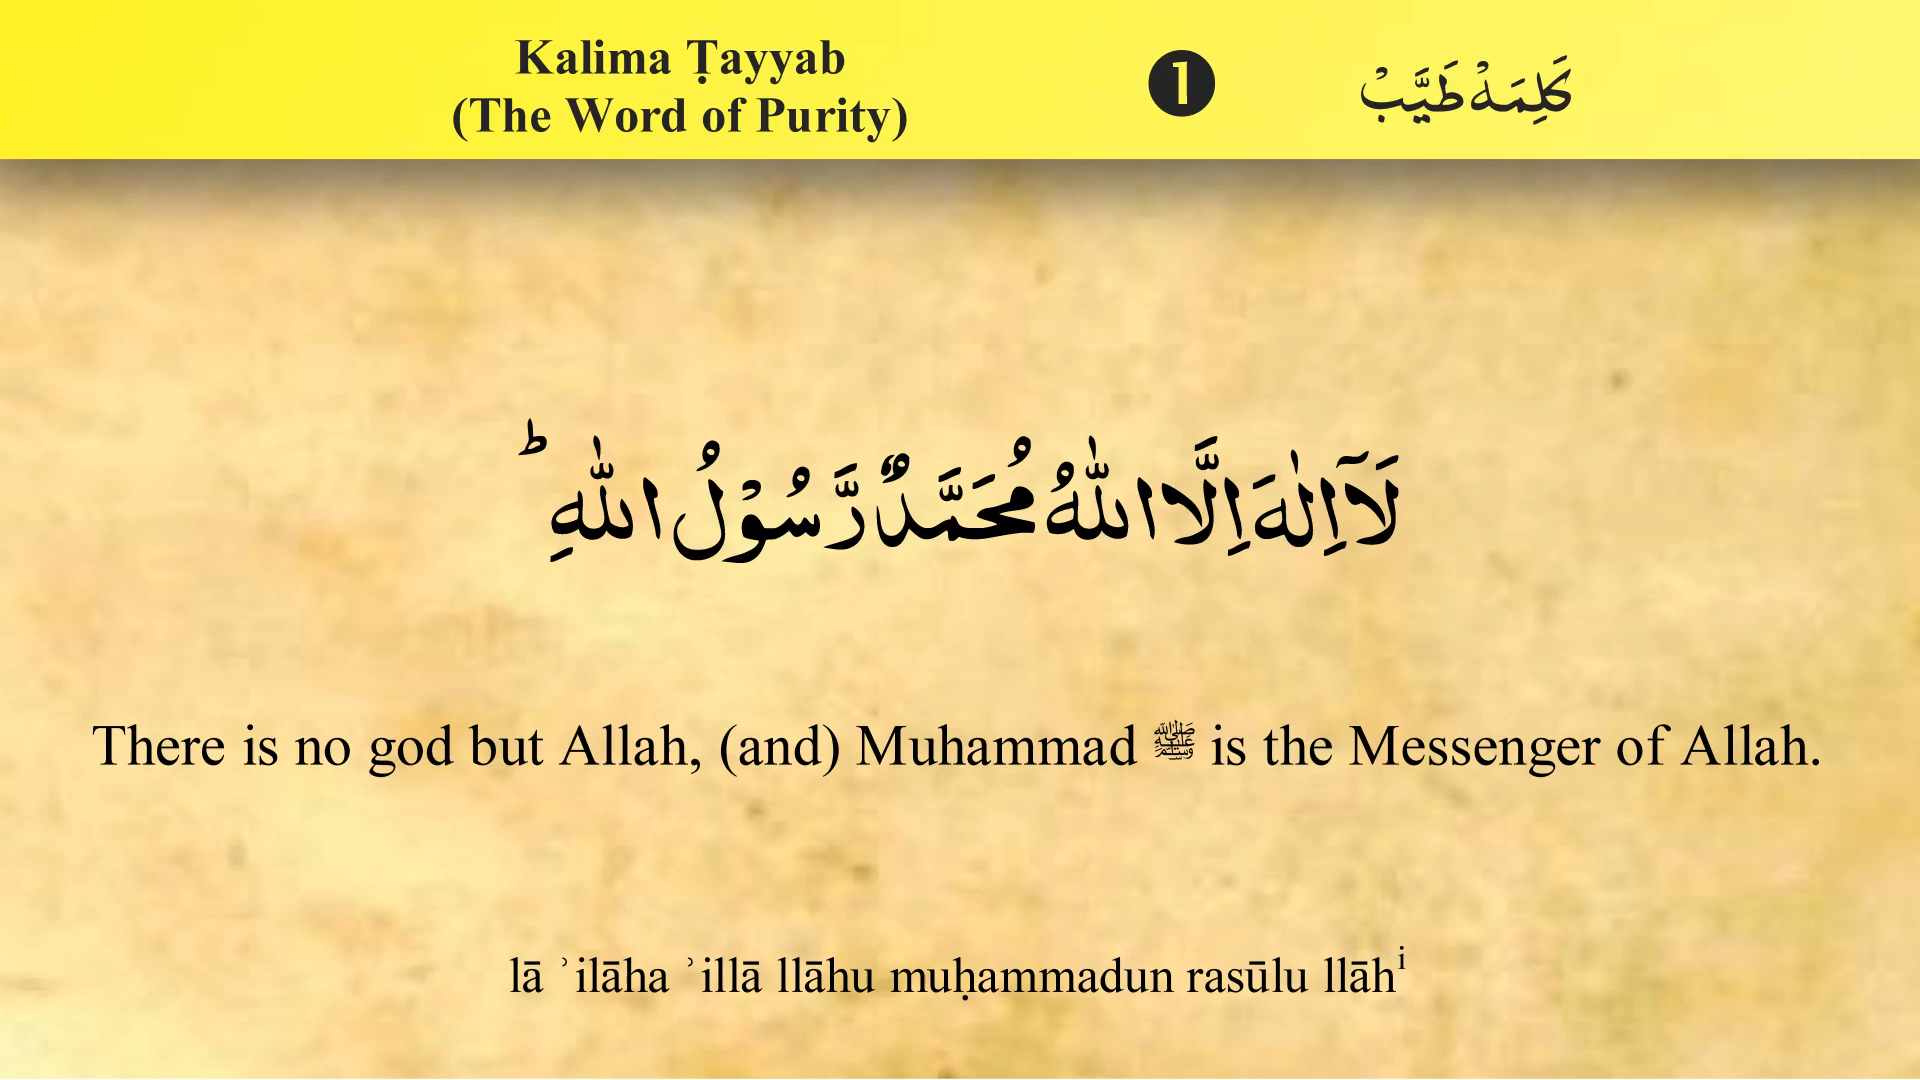 Kalima Ṭayyab
(The Word of Purity)
❶
كَلِمَهْ طَيَّبْ
لَآ اِلٰهَ اِلَّا اللّٰهُ مُحَمَّدٌ رَّسُوْلُ اللّٰهِ ؕ
There is no god but Allah, (and) Muhammad ﷺ is the Messenger of Allah.
lā ʾilāha ʾillā llāhu muḥammadun rasūlu llāhⁱ